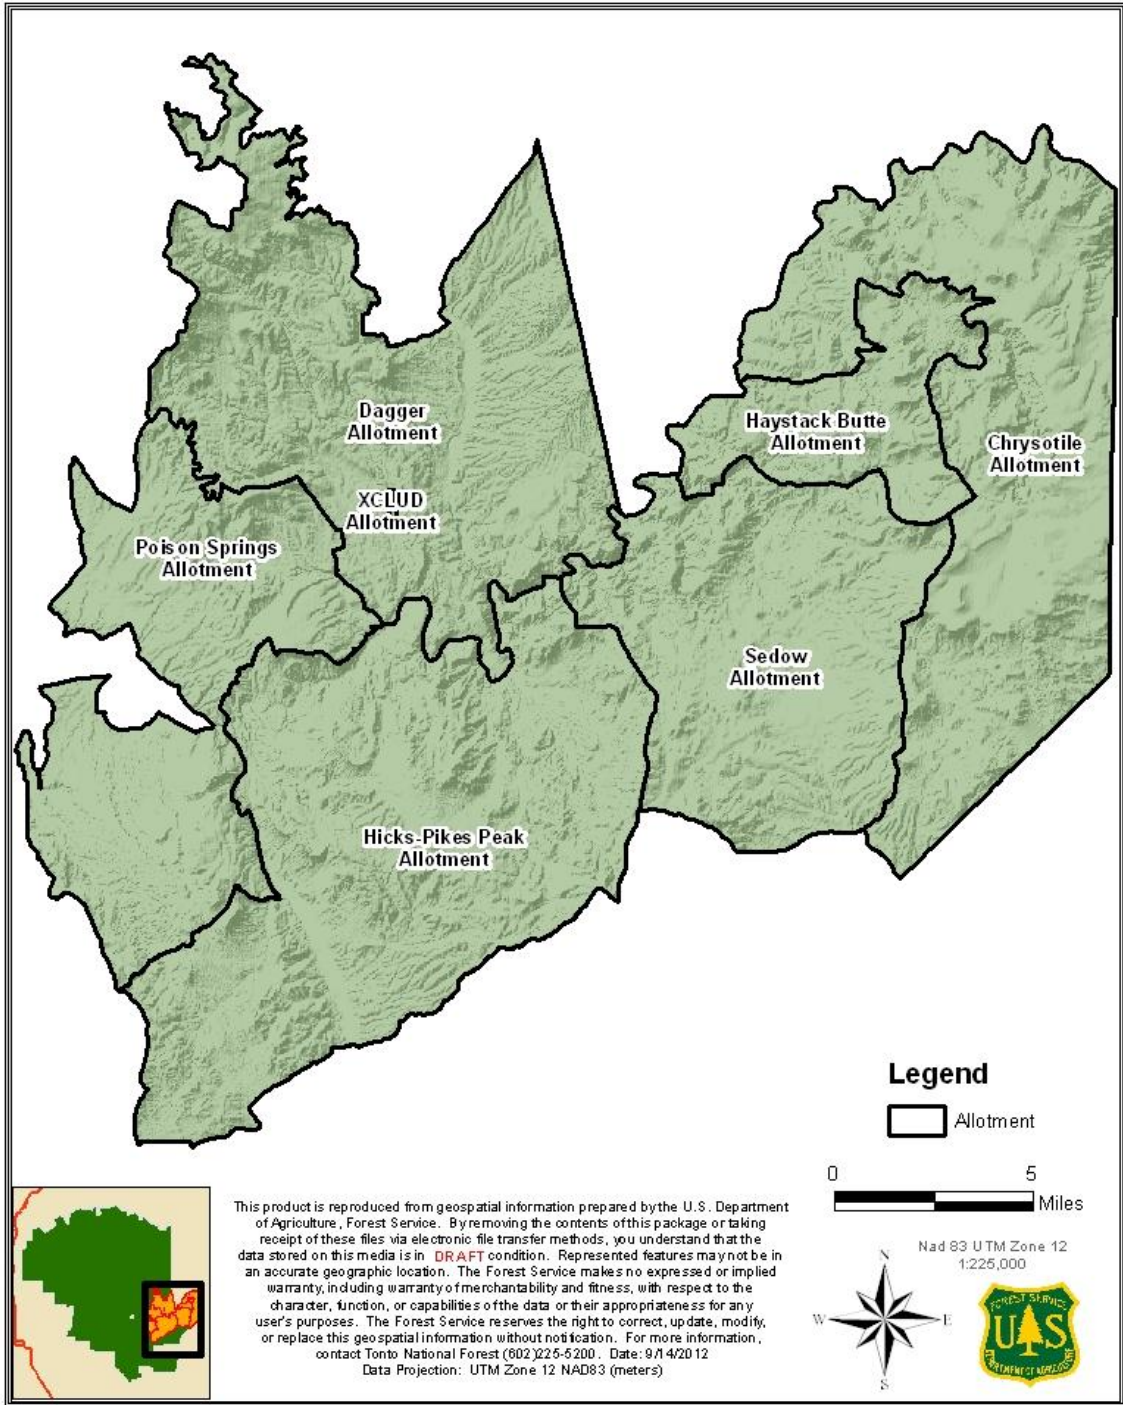 Dagger
Allotment
Haystack Butte
Allotment
Chrysotile
Allotment
XCLUD
Allotment
Poison Springs
Allotment
Sedow
Allotment
Hicks-Pikes Peak
Allotment
Legend
Allotment
0 5
Miles
This product is reproduced from geospatial information prepared by the U.S. Department
of Agriculture, Forest Service. By removing the contents of this package or taking
receipt of these files via electronic file transfer methods, you understand that the
data stored on this media is in DRAFT condition. Represented features may not be in
an accurate geographic location. The Forest Service makes no expressed or implied
warranty, including warranty of merchantability and fitness, with respect to the
character, function, or capabilities of the data or their appropriateness for any
user's purposes. The Forest Service reserves the right to correct, update, modify,
or replace this geospatial information without notification. For more information,
contact Tonto National Forest (602)225-5200. Date: 9/14/2012
Data Projection: UTM Zone 12 NAD83 (meters)
Nad 83 UTM Zone 12
1:225,000
N
W E
S
FOREST SERVICE
U S
DEPARTMENT OF AGRICULTURE